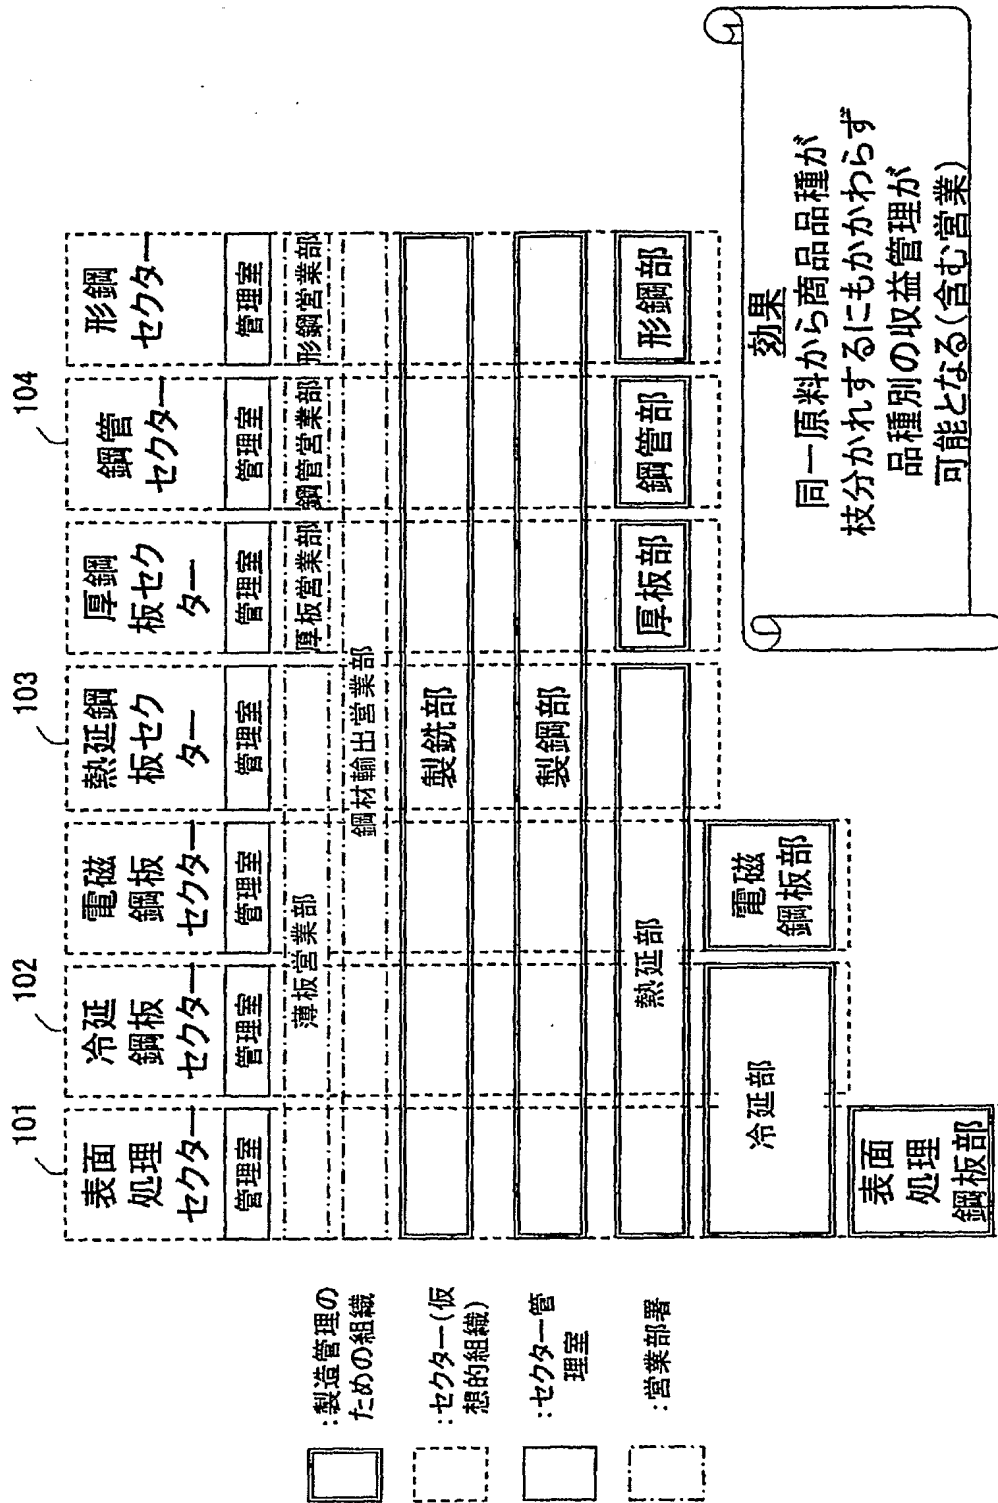 101
102
103
104
表面
処理
セクター
冷延
鋼板
セクター
電磁
鋼板
セクター
熱延鋼
板セク
ター
厚鋼
板セク
ター
鋼管
セクター
形鋼
セクター
管理室
管理室
管理室
管理室
管理室
管理室
管理室
薄板営業部
厚板営業部
鋼管営業部
形鋼営業部
鋼材輸出営業部
製銑部
製鋼部
熱延部
厚板部
鋼管部
形鋼部
冷延部
電磁
鋼板部
表面
処理
鋼板部
:製造管理の
ための組織
:セクター(仮
想的組織)
:セクター管
理室
:営業部署
効果
同一原料から商品品種が
枝分かれするにもかかわらず
品種別の収益管理が
可能となる(含む営業)